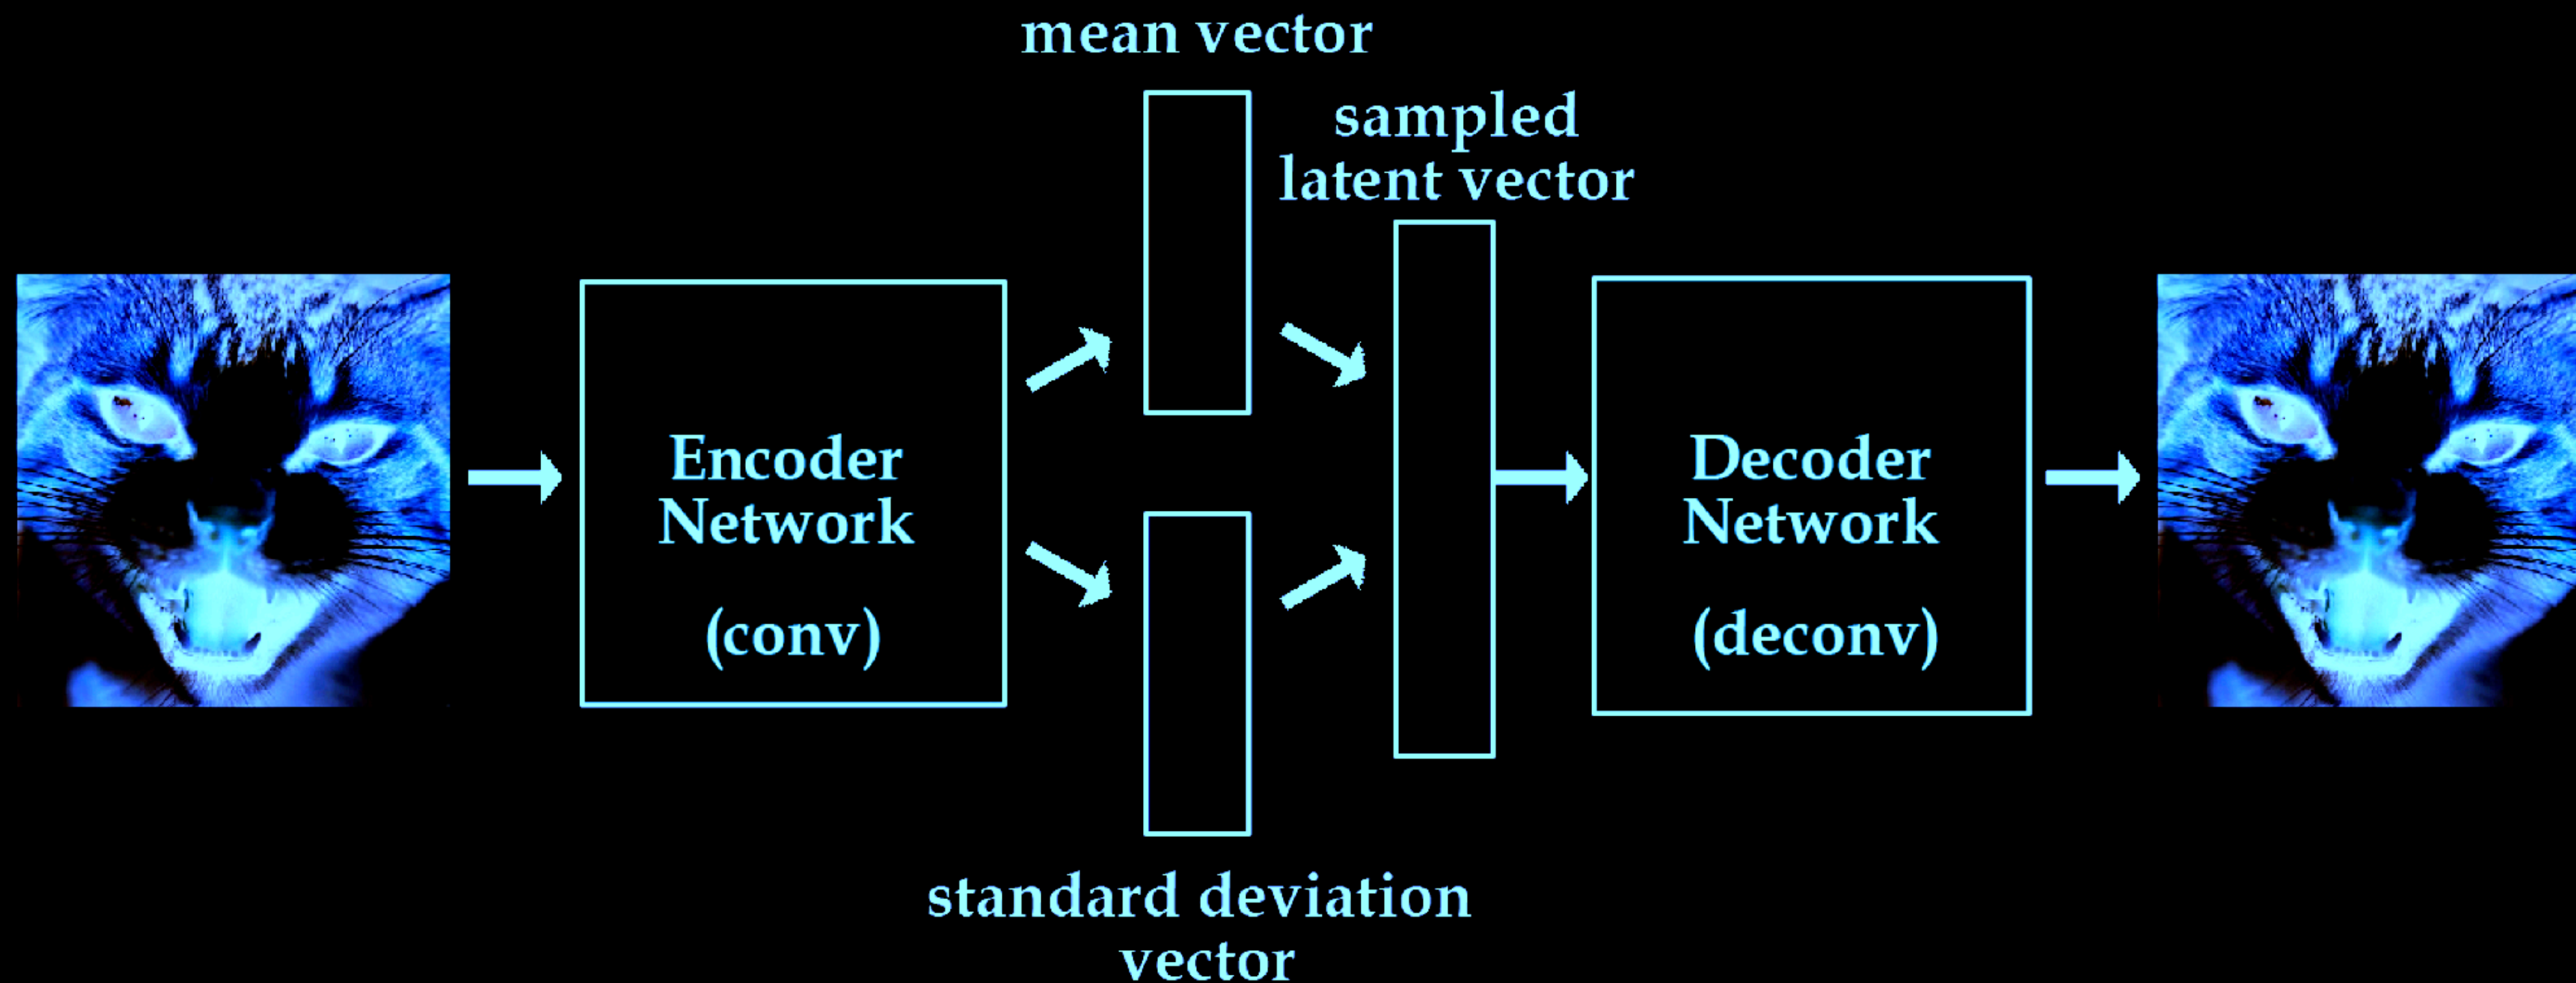 mean vector
sampled
latent vector
Encoder
Network
(conv)
Decoder
Network
(deconv)
standard deviation
vector